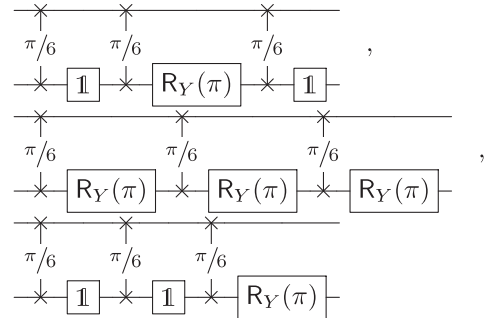 π/6 π/6 π/6 ,
𝟙 R_Y(π) 𝟙
π/6 π/6 π/6 ,
R_Y(π) R_Y(π) R_Y(π)
π/6 π/6 π/6
𝟙 𝟙 R_Y(π)